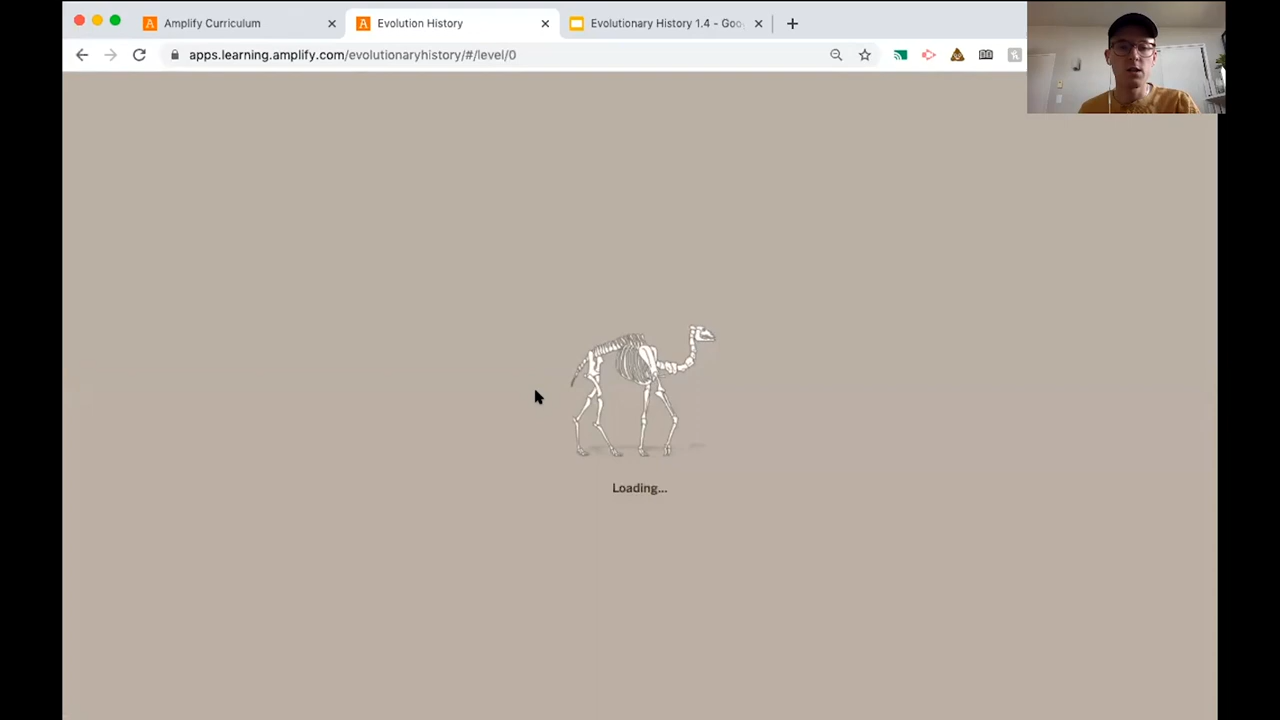 Amplify Curriculum
Evolution History
Evolutionary History 1.4 - Goo
apps.learning.amplify.com/evolutionaryhistory/#/level/0
Loading...